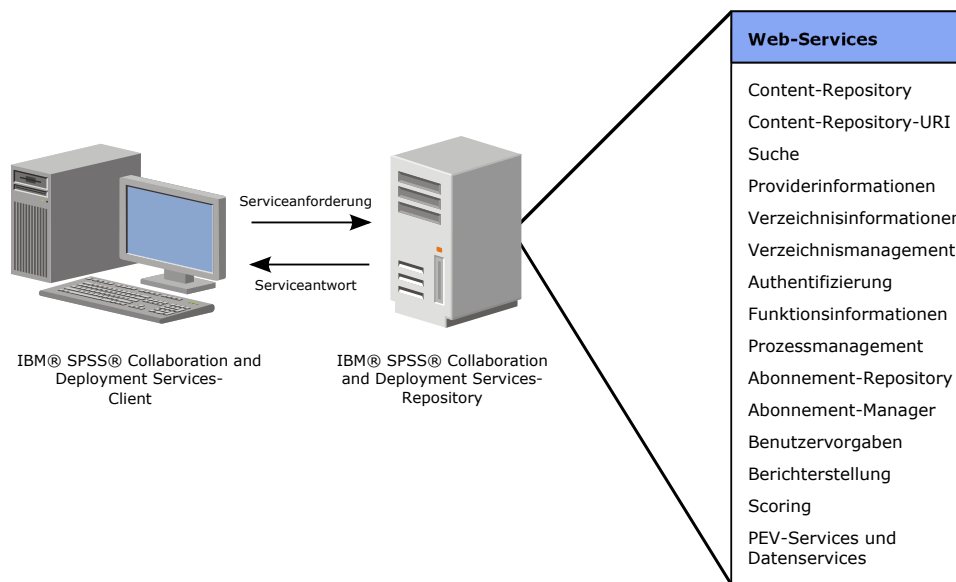 Web-Services
Content-Repository
Content-Repository-URI
Suche
Providerinformationen
Verzeichnisinformationen
Verzeichnismanagement
Authentifizierung
Funktionsinformationen
Prozessmanagement
Abonnement-Repository
Abonnement-Manager
Benutzervorgaben
Berichterstellung
Scoring
PEV-Services und
Datenservices
Serviceanforderung
Serviceantwort
IBM® SPSS® Collaboration and
Deployment Services-
Client
IBM® SPSS® Collaboration
and Deployment Services-
Repository